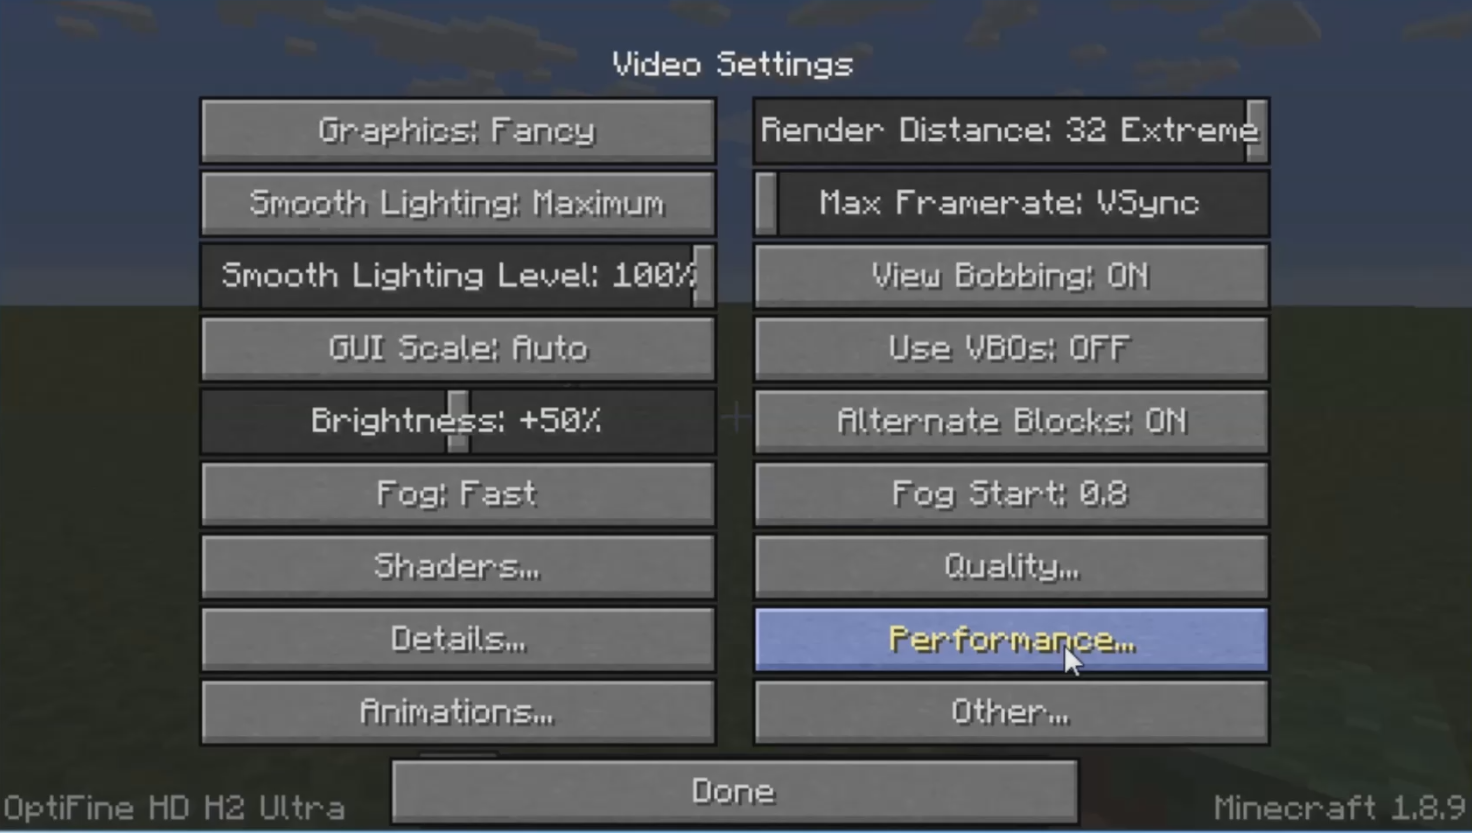 Video Settings
Graphics: Fancy
Render Distance: 32 Extreme
Smooth Lighting: Maximum
Max Framerate: VSync
Smooth Lighting Level: 100%
View Bobbing: ON
GUI Scale: Auto
Use VBOs: OFF
Brightness: +50%
Alternate Blocks: ON
Fog: Fast
Fog Start: 0.8
Shaders...
Quality...
Details...
Performance...
Animations...
Other...
Done
OptiFine HD H2 Ultra
Minecraft 1.8.9